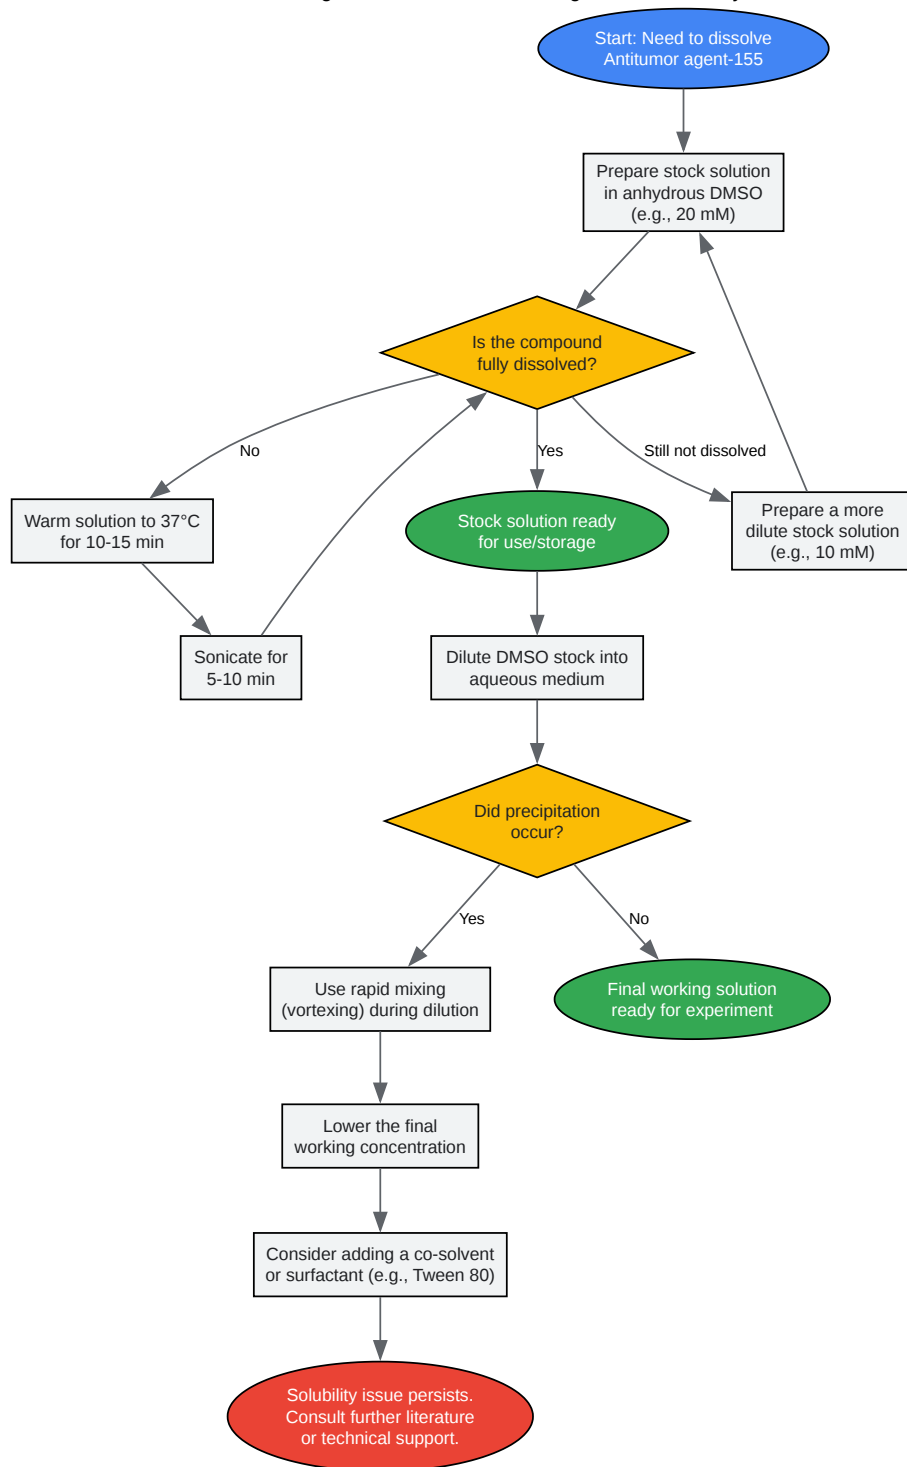 Start: Need to dissolve
Antitumor agent-155
Prepare stock solution
in anhydrous DMSO
(e.g., 20 mM)
Is the compound
fully dissolved?
No
Yes
Still not dissolved
Warm solution to 37°C
for 10-15 min
Stock solution ready
for use/storage
Prepare a more
dilute stock solution
(e.g., 10 mM)
Sonicate for
5-10 min
Dilute DMSO stock into
aqueous medium
Did precipitation
occur?
Yes
No
Use rapid mixing
(vortexing) during dilution
Final working solution
ready for experiment
Lower the final
working concentration
Consider adding a co-solvent
or surfactant (e.g., Tween 80)
Solubility issue persists.
Consult further literature
or technical support.